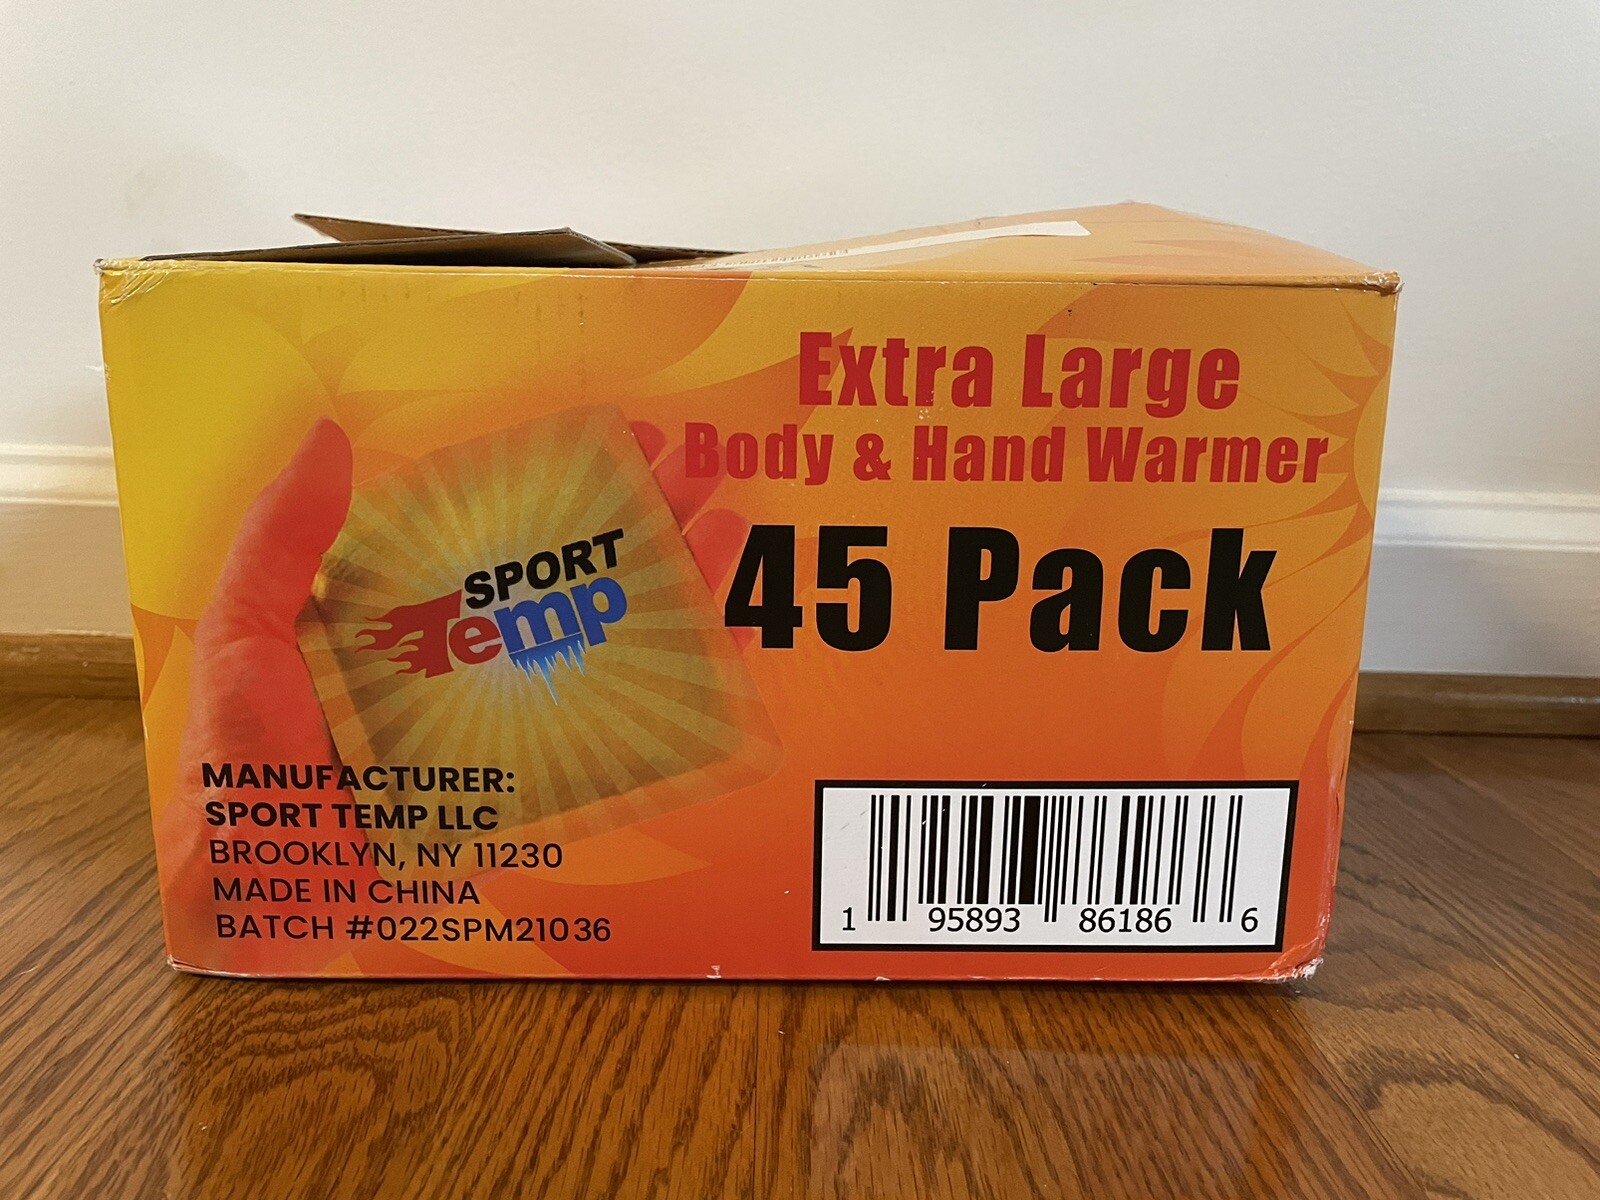 Extra Large
Body & Hand Warmer
45 Pack
SPORT
Temp
MANUFACTURER:
SPORT TEMP LLC
BROOKLYN, NY 11230
MADE IN CHINA
BATCH #022SPM21036
1 95893 86186 6